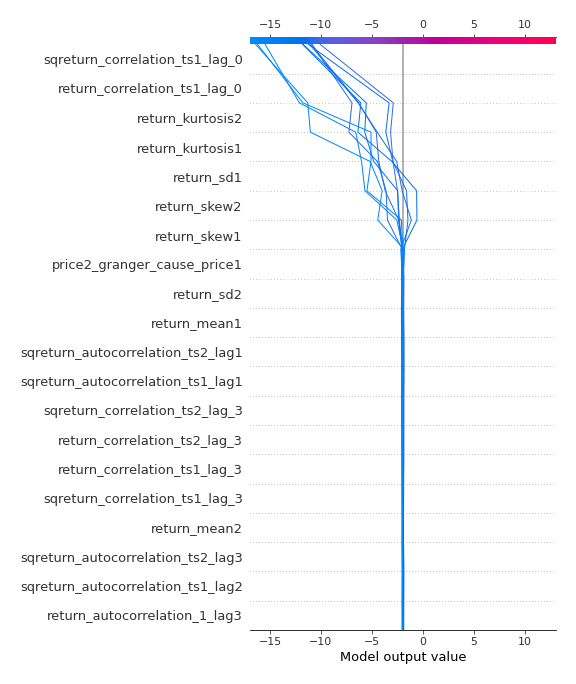 −15 −10 −5 0 5 10
sqreturn_correlation_ts1_lag_0
return_correlation_ts1_lag_0
return_kurtosis2
return_kurtosis1
return_sd1
return_skew2
return_skew1
price2_granger_cause_price1
return_sd2
return_mean1
sqreturn_autocorrelation_ts2_lag1
sqreturn_autocorrelation_ts1_lag1
sqreturn_correlation_ts2_lag_3
return_correlation_ts2_lag_3
return_correlation_ts1_lag_3
sqreturn_correlation_ts1_lag_3
return_mean2
sqreturn_autocorrelation_ts2_lag3
sqreturn_autocorrelation_ts1_lag2
return_autocorrelation_1_lag3
−15 −10 −5 0 5 10
Model output value